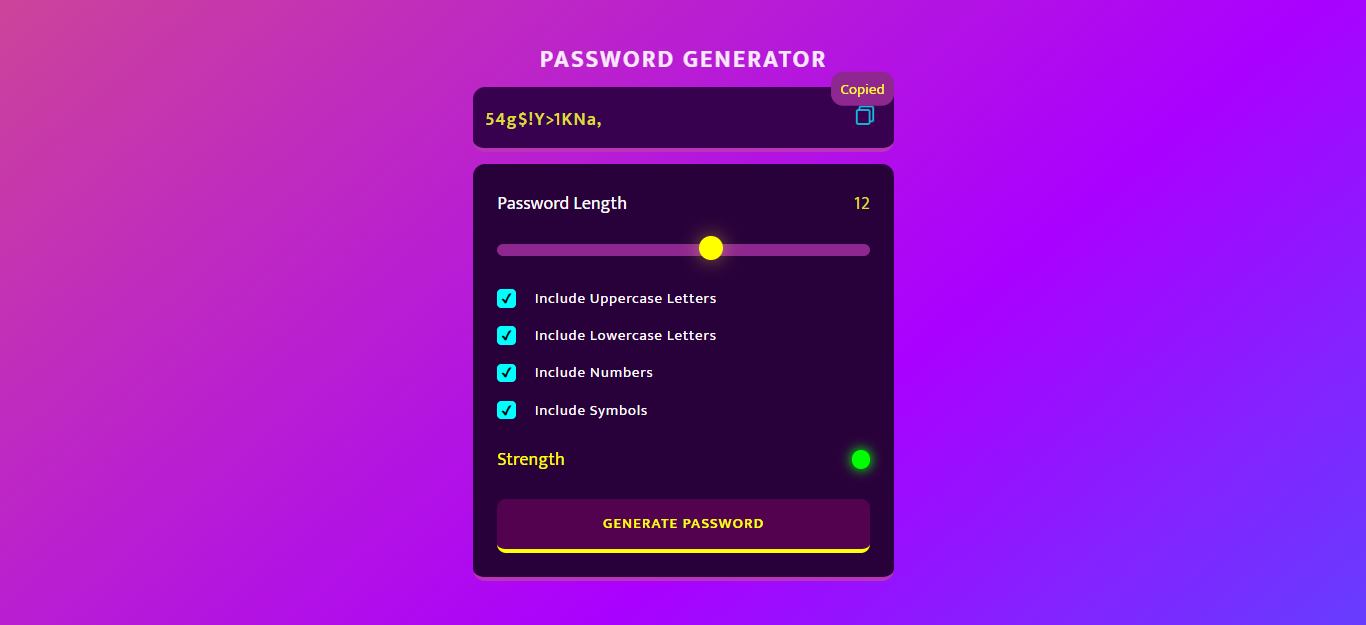 PASSWORD GENERATOR
Copied
54g$!Y>1KNa,
Password Length 12
Include Uppercase Letters
Include Lowercase Letters
Include Numbers
Include Symbols
Strength
GENERATE PASSWORD